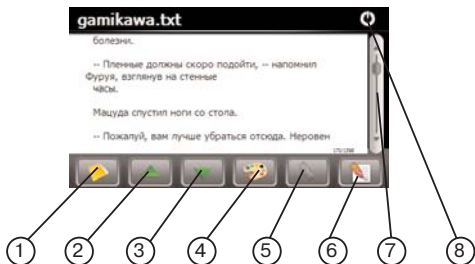 gamikawa.txt
болезни.
-- Пленные должны скоро подойти, -- напомнил
Фуруя, взглянув на стенные
часы.
Мацуда спустил ноги со стола.
-- Пожалуй, вам лучше убраться отсюда. Неровен
1 2 3 4 5 6 7 8